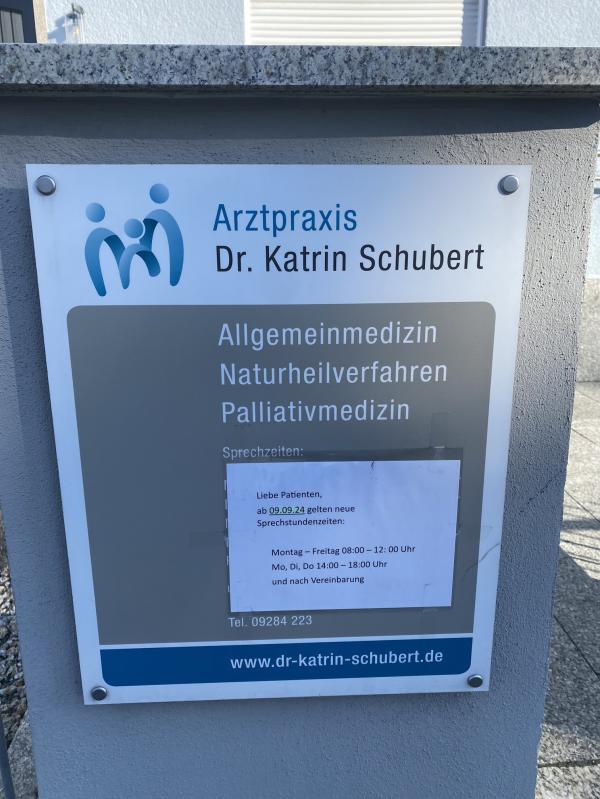 Arztpraxis
Dr. Katrin Schubert
Allgemeinmedizin
Naturheilverfahren
Palliativmedizin
Sprechzeiten:
Liebe Patienten,
ab 09.09.24 gelten neue
Sprechstundenzeiten:
Montag – Freitag 08:00 – 12: 00 Uhr
Mo, Di, Do 14:00 – 18:00 Uhr
und nach Vereinbarung
Tel. 09284 223
www.dr-katrin-schubert.de